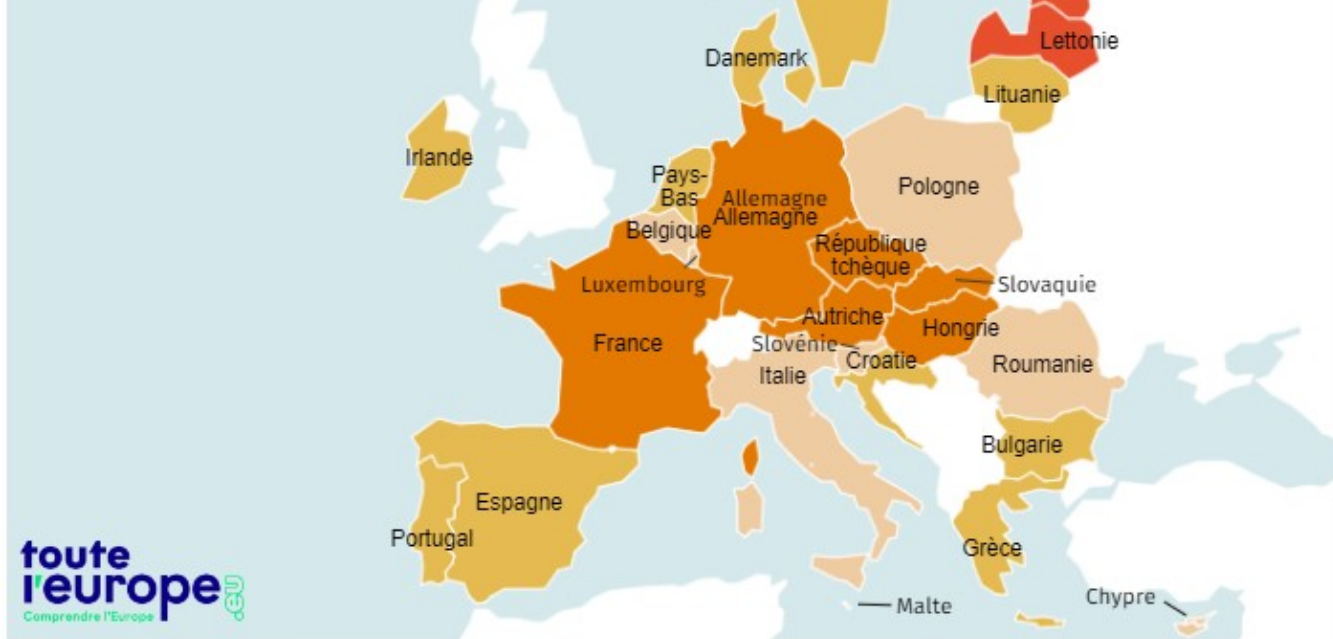 Lettonie
Danemark
Lituanie
Irlande
Pays-
Bas
Pologne
Allemagne
Allemagne
Belgique
République
tchèque
Luxembourg
Slovaquie
Autriche
Hongrie
France
Slovénie
Croatie
Roumanie
Italie
Bulgarie
Espagne
Portugal
Grèce
toute
l'europe.eu
Comprendre l'Europe
Malte
Chypre